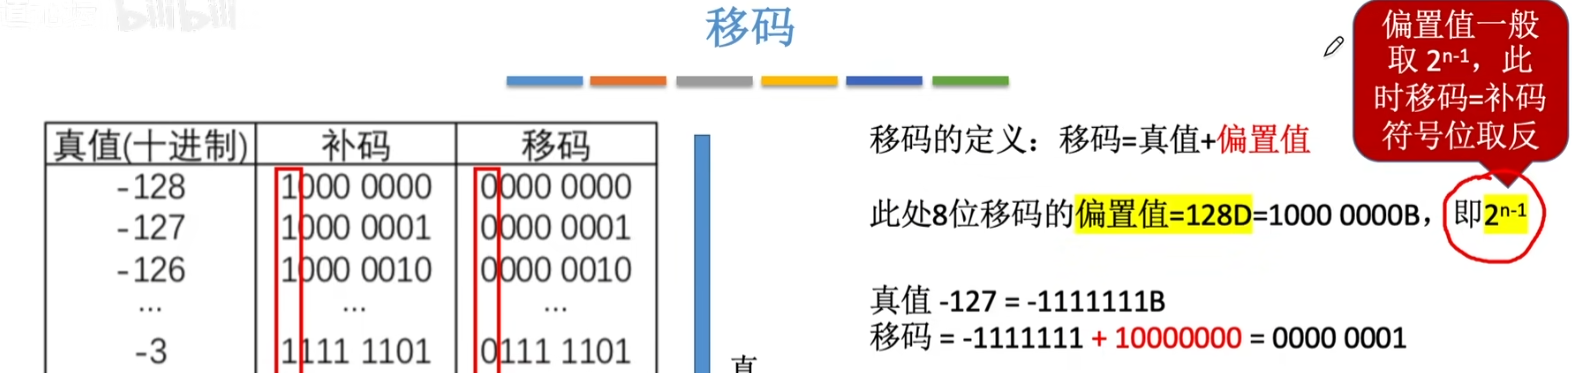 bilibili
移码
偏置值一般
取 2ⁿ⁻¹，此
时移码=补码
符号位取反
真值(十进制) 补码 移码
-128 1000 0000 0000 0000
-127 1000 0001 0000 0001
-126 1000 0010 0000 0010
... ... ...
-3 1111 1101 0111 1101
真
移码的定义：移码=真值+偏置值
此处8位移码的偏置值=128D=1000 0000B，即2ⁿ⁻¹
真值 -127 = -1111111B
移码 = -1111111 + 10000000 = 0000 0001